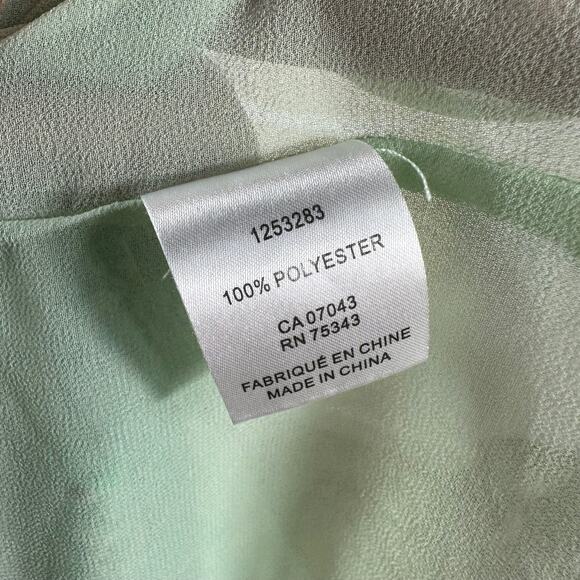 1253283
100% POLYESTER
CA 07043
RN 75343
FABRIQUÉ EN CHINE
MADE IN CHINA